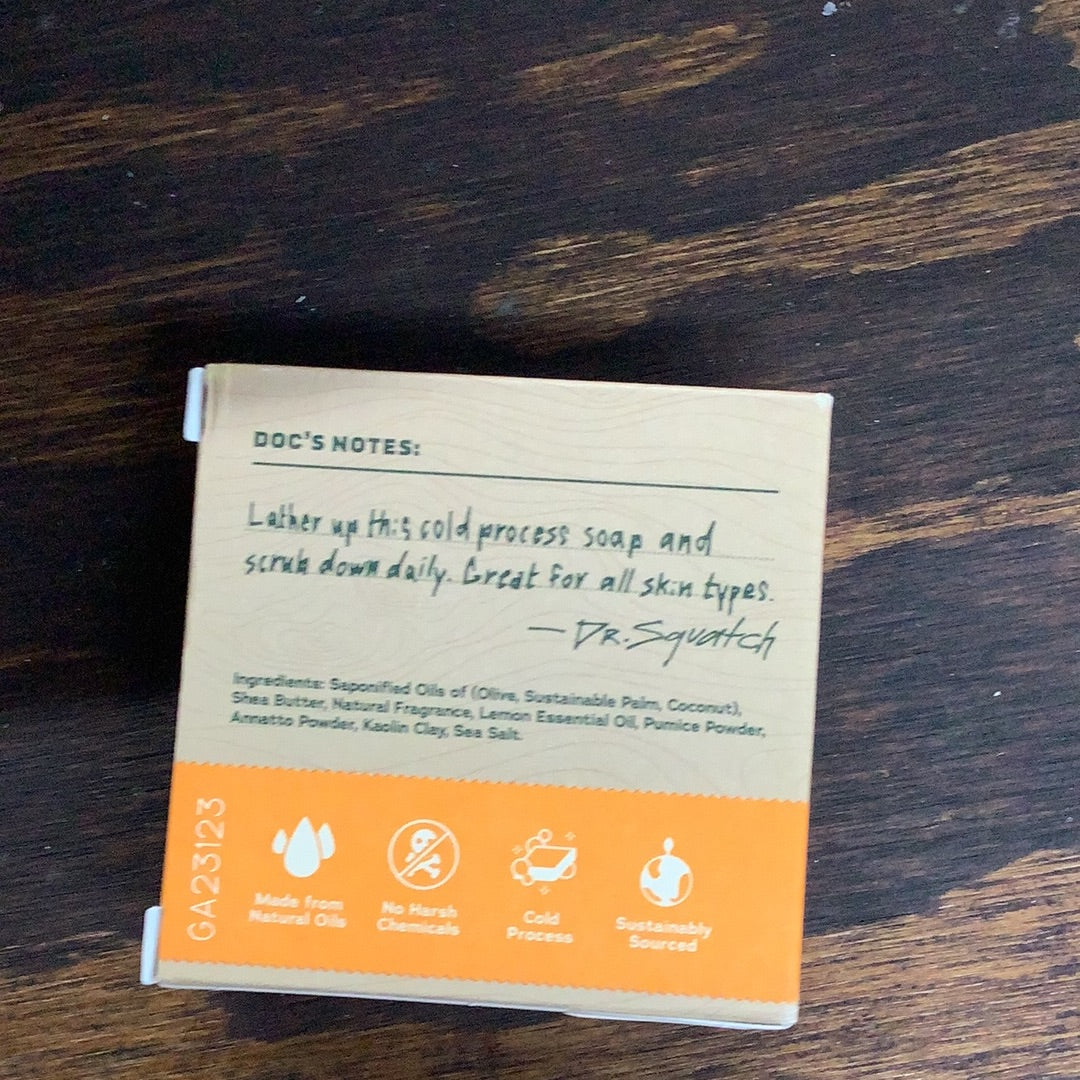 DOC'S NOTES:
Lather up this cold process soap and
scrub down daily. Great for all skin types.
— DR. Squatch
Ingredients: Saponified Oils of (Olive, Sustainable Palm, Coconut),
Shea Butter, Natural Fragrance, Lemon Essential Oil, Pumice Powder,
Annatto Powder, Kaolin Clay, Sea Salt.
GA23123
Made from
Natural Oils
No Harsh
Chemicals
Cold
Process
Sustainably
Sourced